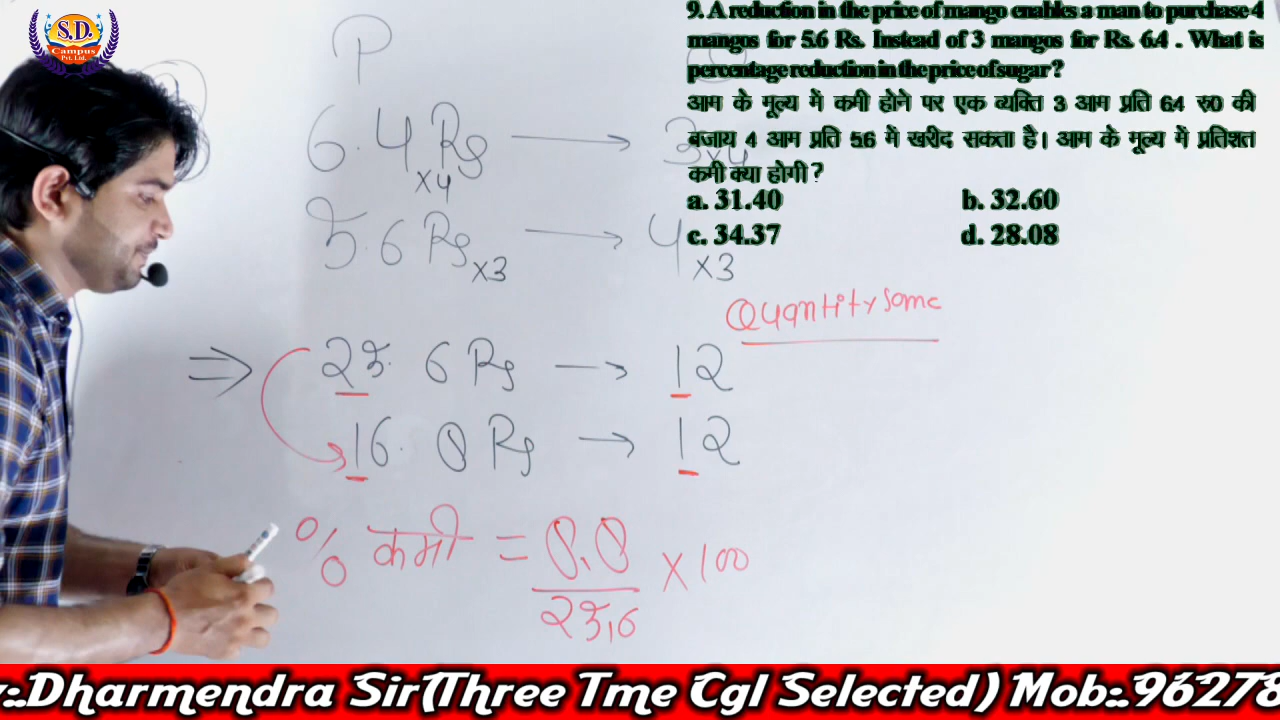 S.D.
Campus
Pvt. Ltd.
9. A reduction in the price of mango enables a man to purchase 4
mangos for 5.6 Rs. Instead of 3 mangos for Rs. 6.4 . What is
percentage reduction in the price of sugar ?
आम के मूल्य में कमी होने पर एक व्यक्ति 3 आम प्रति 6.4 रु0 की
बजाय 4 आम प्रति 5.6 में खरीद सकता है। आम के मूल्य में प्रतिशत
कमी क्या होगी ?
a. 31.40 b. 32.60
c. 34.37 d. 28.08
P
6.4 Rs → 3x4
x4
5.6 Rs x3 → 4
x3
Quantity Same
⇒ 25.6 Rs → 12
16.8 Rs → 12
% कमी = 8.8 / 25.6 x 100
:.Dharmendra Sir(Three Tme Cgl Selected) Mob:.96278